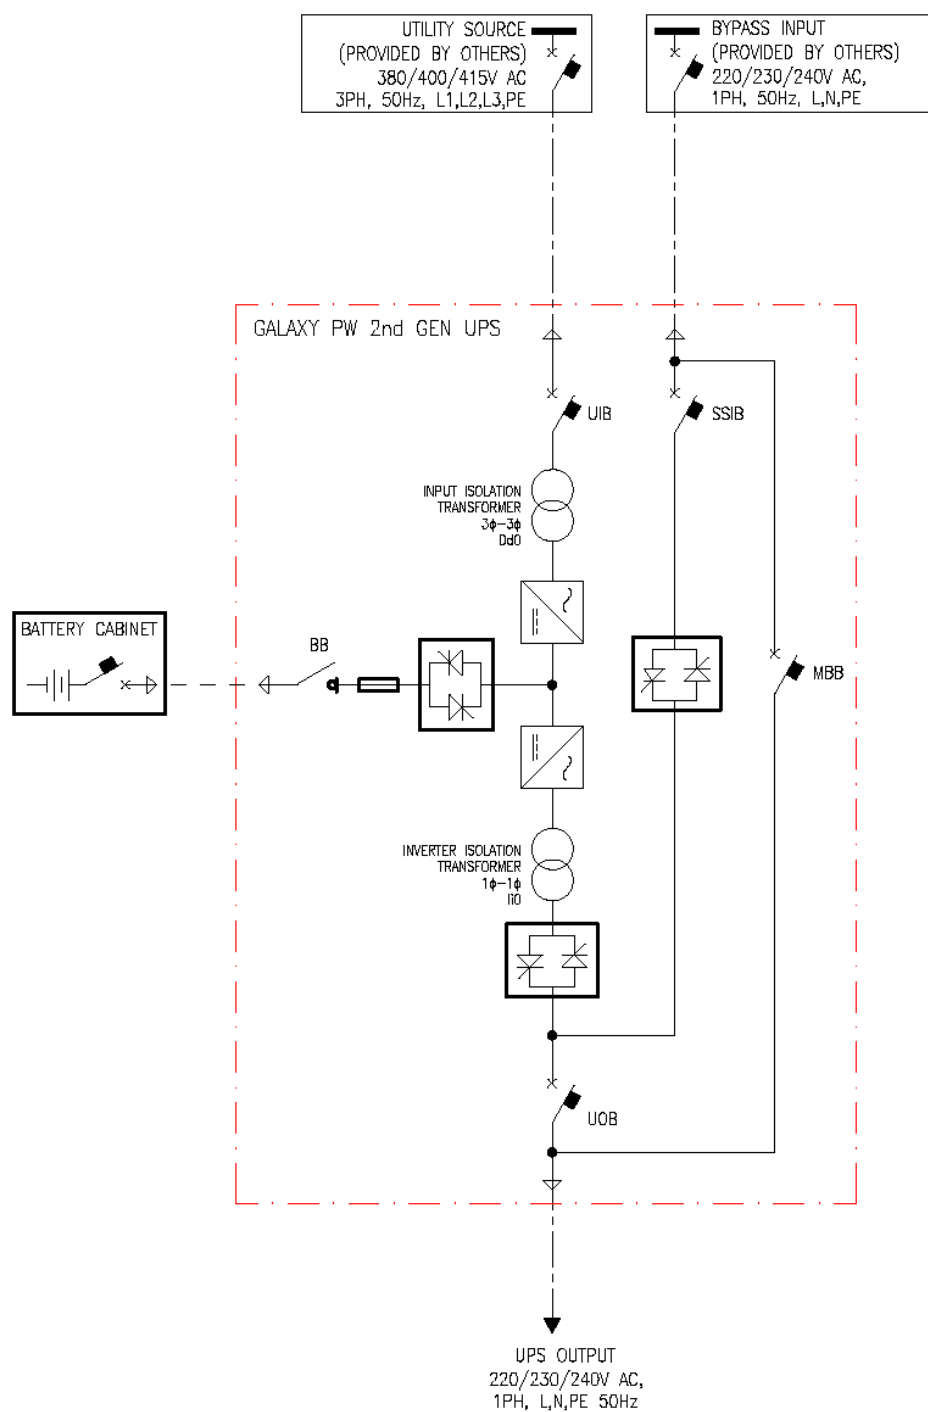 UTILITY SOURCE
(PROVIDED BY OTHERS)
380/400/415V AC
3PH, 50Hz, L1,L2,L3,PE
BYPASS INPUT
(PROVIDED BY OTHERS)
220/230/240V AC,
1PH, 50Hz, L,N,PE
GALAXY PW 2nd GEN UPS
UIB
SSIB
INPUT ISOLATION
TRANSFORMER
3ϕ-3ϕ
Dd0
BATTERY CABINET
BB
MBB
INVERTER ISOLATION
TRANSFORMER
1ϕ-1ϕ
Ii0
UOB
UPS OUTPUT
220/230/240V AC,
1PH, L,N,PE 50Hz